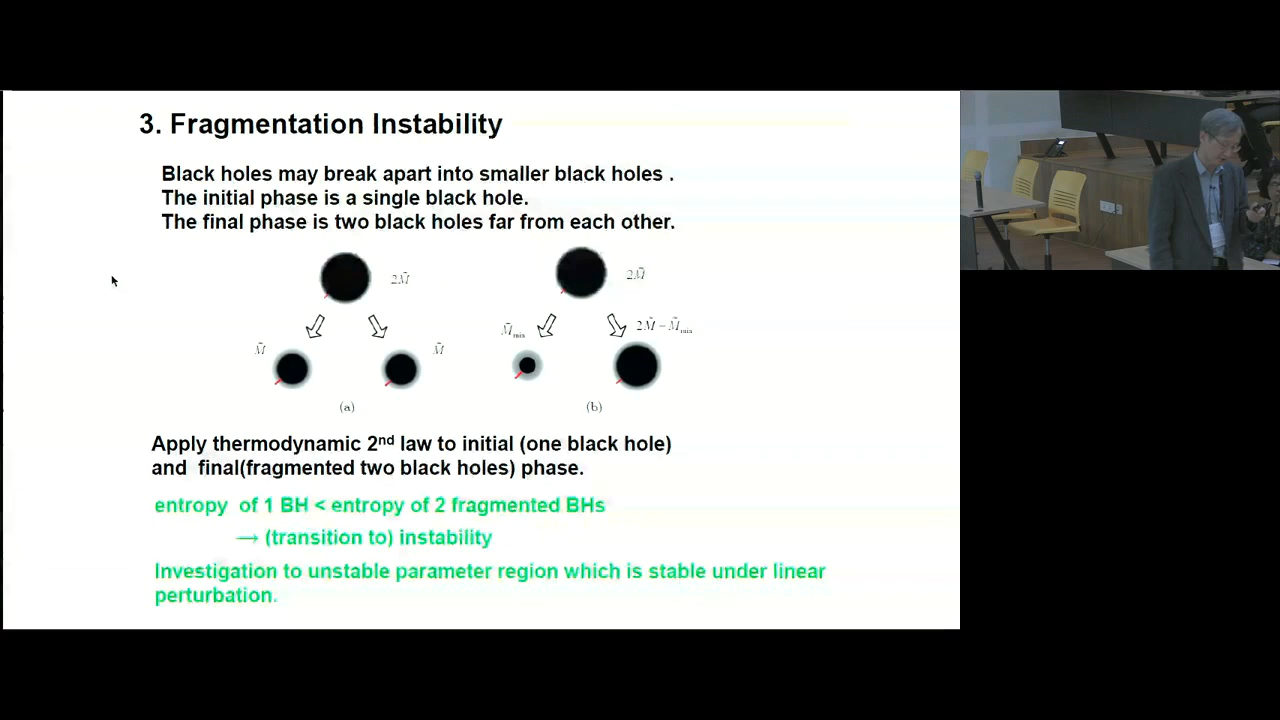 3. Fragmentation Instability
Black holes may break apart into smaller black holes .
The initial phase is a single black hole.
The final phase is two black holes far from each other.
2M̃ 2M̃
M̃min 2M̃ − M̃min
M̃ M̃
(a) (b)
Apply thermodynamic 2nd law to initial (one black hole)
and final(fragmented two black holes) phase.
entropy of 1 BH < entropy of 2 fragmented BHs
→ (transition to) instability
Investigation to unstable parameter region which is stable under linear
perturbation.